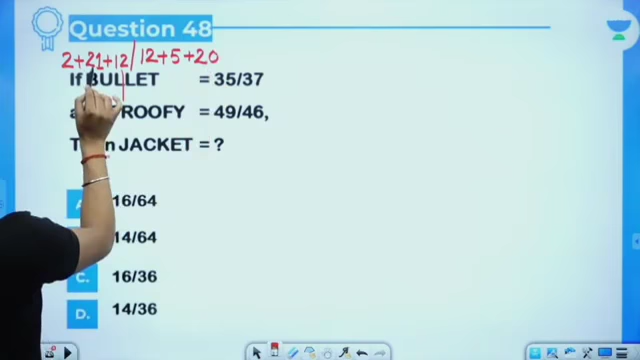 Question 48
2+21+12/12+5+20
If BULLET = 35/37
ROOFY = 49/46,
JACKET = ?
16/64
14/64
C. 16/36
D. 14/36